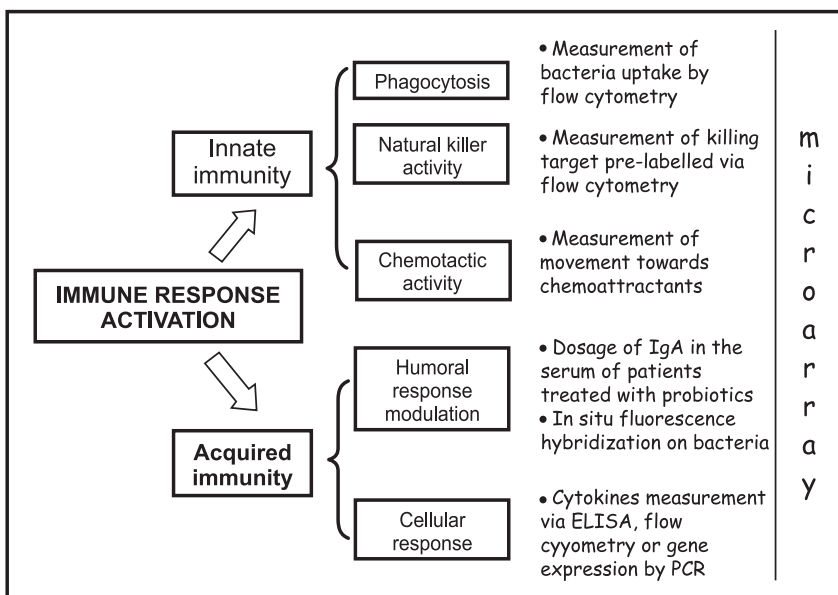 IMMUNE RESPONSE
ACTIVATION
Innate
immunity
Phagocytosis
• Measurement of
bacteria uptake by
flow cytometry
Natural killer
activity
• Measurement of killing
target pre-labelled via
flow cytometry
Chemotactic
activity
• Measurement of
movement towards
chemoattractants
Acquired
immunity
Humoral
response
modulation
• Dosage of IgA in the
serum of patients
treated with probiotics
• In situ fluorescence
hybridization on bacteria
Cellular
response
• Cytokines measurement
via ELISA, flow
cyyometry or gene
expression by PCR
microarray